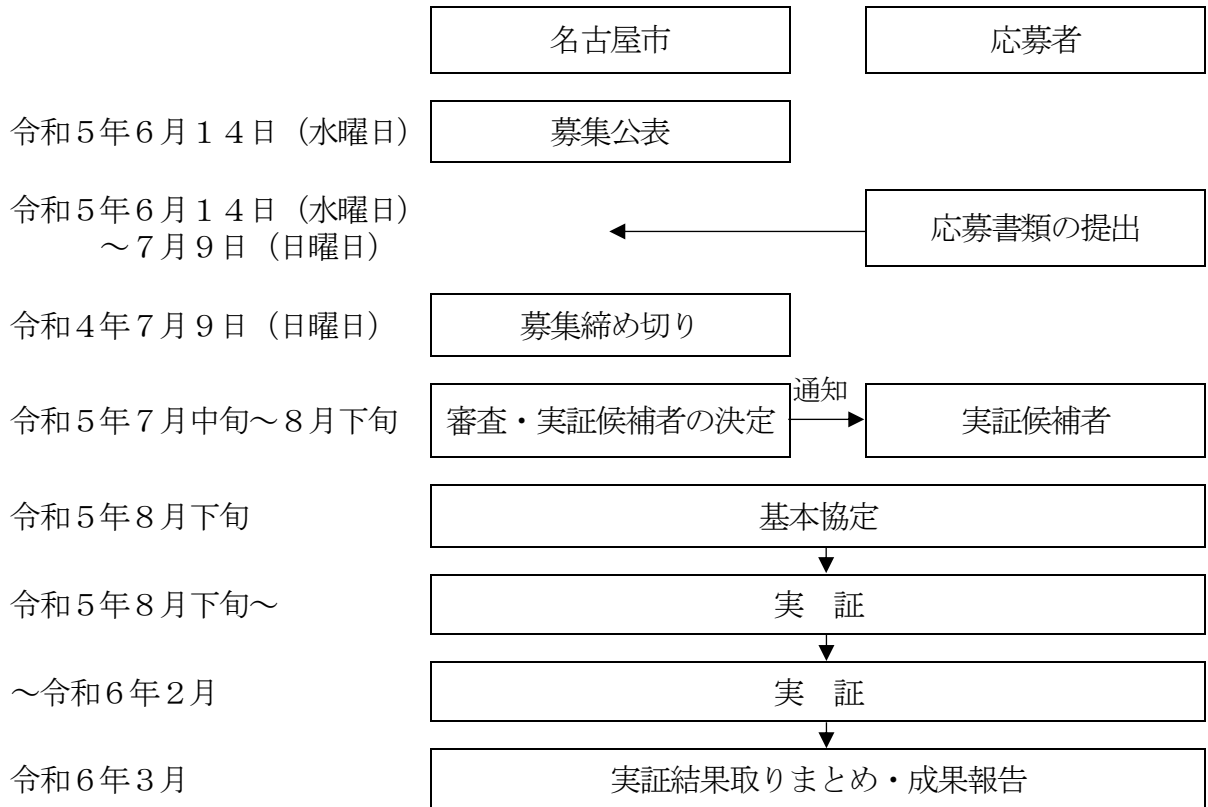 名古屋市
応募者
令和５年６月１４日（水曜日）
募集公表
令和５年６月１４日（水曜日）
～７月９日（日曜日）
応募書類の提出
令和４年７月９日（日曜日）
募集締め切り
令和５年７月中旬～８月下旬
審査・実証候補者の決定
通知
実証候補者
令和５年８月下旬
基本協定
令和５年８月下旬～
実　証
～令和６年２月
実　証
令和６年３月
実証結果取りまとめ・成果報告